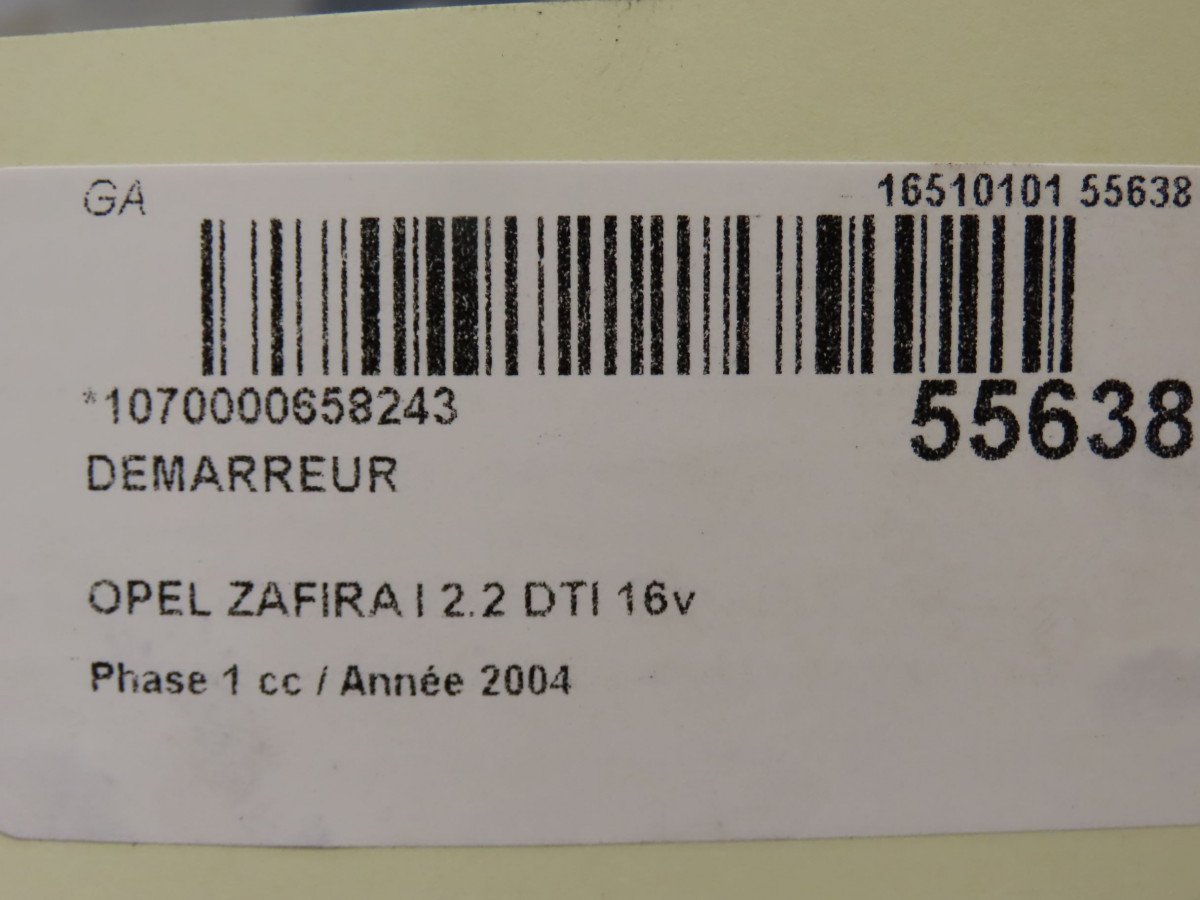 GA 16510101 55638
*1070000658243 55638
DEMARREUR
OPEL ZAFIRA I 2.2 DTI 16v
Phase 1 cc / Année 2004